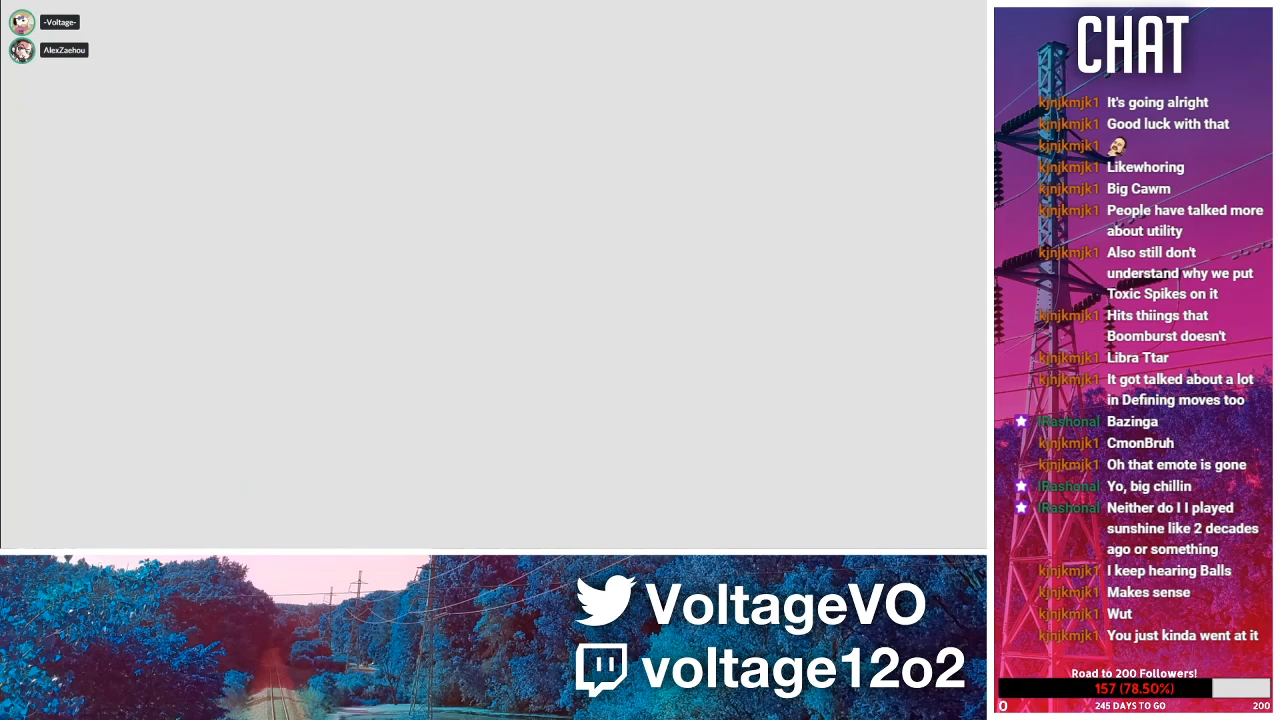 -Voltage-
AlexZaehou
CHAT
kjnjkmjk1 It's going alright
kjnjkmjk1 Good luck with that
kjnjkmjk1
kjnjkmjk1 Likewhoring
kjnjkmjk1 Big Cawm
kjnjkmjk1 People have talked more
about utility
kjnjkmjk1 Also still don't
understand why we put
Toxic Spikes on it
kjnjkmjk1 Hits thiings that
Boomburst doesn't
kjnjkmjk1 Libra Ttar
kjnjkmjk1 It got talked about a lot
in Defining moves too
IRashonal Bazinga
kjnjkmjk1 CmonBruh
kjnjkmjk1 Oh that emote is gone
IRashonal Yo, big chillin
IRashonal Neither do I I played
sunshine like 2 decades
ago or something
kjnjkmjk1 I keep hearing Balls
kjnjkmjk1 Makes sense
kjnjkmjk1 Wut
kjnjkmjk1 You just kinda went at it
VoltageVO
voltage12o2
Road to 200 Followers!
157 (78.50%)
0 245 DAYS TO GO 200